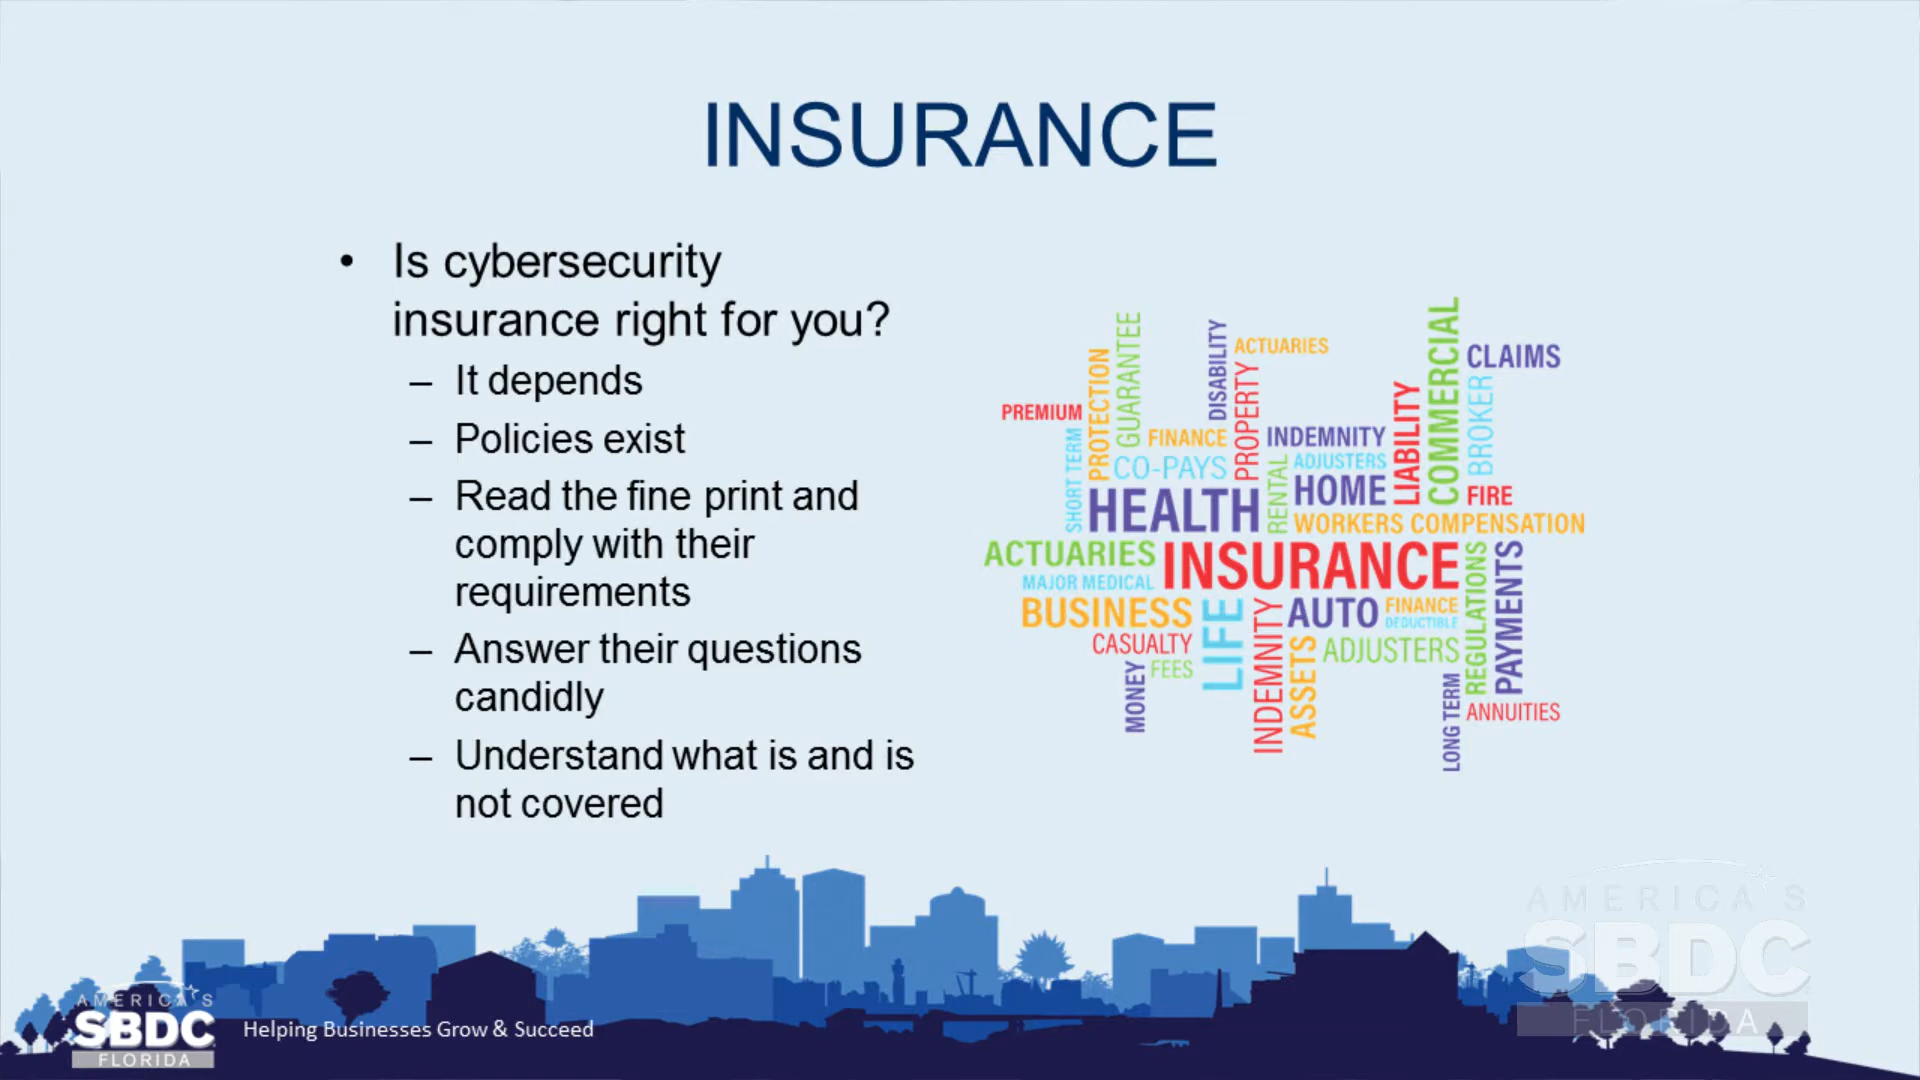 INSURANCE
• Is cybersecurity
insurance right for you?
– It depends
– Policies exist
– Read the fine print and
comply with their
requirements
– Answer their questions
candidly
– Understand what is and is
not covered
COMMERCIAL
GUARANTEE
DISABILITY
ACTUARIES
CLAIMS
PROTECTION
PROPERTY
BROKER
LIABILITY
PREMIUM
SHORT TERM
FINANCE
INDEMNITY
CO-PAYS
RENTAL
ADJUSTERS
HEALTH
HOME
FIRE
WORKERS COMPENSATION
ACTUARIES
INSURANCE
REGULATIONS
PAYMENTS
MAJOR MEDICAL
BUSINESS
LIFE
INDEMNITY
AUTO
FINANCE
DEDUCTIBLE
CASUALTY
ASSETS
ADJUSTERS
MONEY
FEES
LONG TERM
ANNUITIES
AMERICA'S
SBDC
FLORIDA
Helping Businesses Grow & Succeed
AMERICA'S
SBDC
FLORIDA